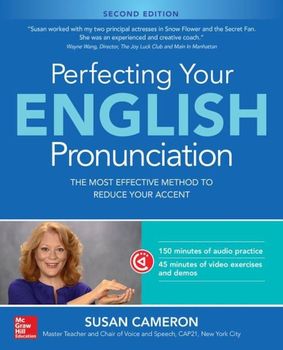 SECOND EDITION
"Susan worked with my two principal actresses in Snow Flower and the Secret Fan.
She was an experienced and creative coach."
Wayne Wang, Director, The Joy Luck Club and Main in Manhattan
Perfecting Your
ENGLISH
Pronunciation
THE MOST EFFECTIVE METHOD TO
REDUCE YOUR ACCENT
150 minutes of audio practice
45 minutes of video exercises
and demos
Mc
Graw
Hill
Education
SUSAN CAMERON
Master Teacher and Chair of Voice and Speech, CAP21, New York City